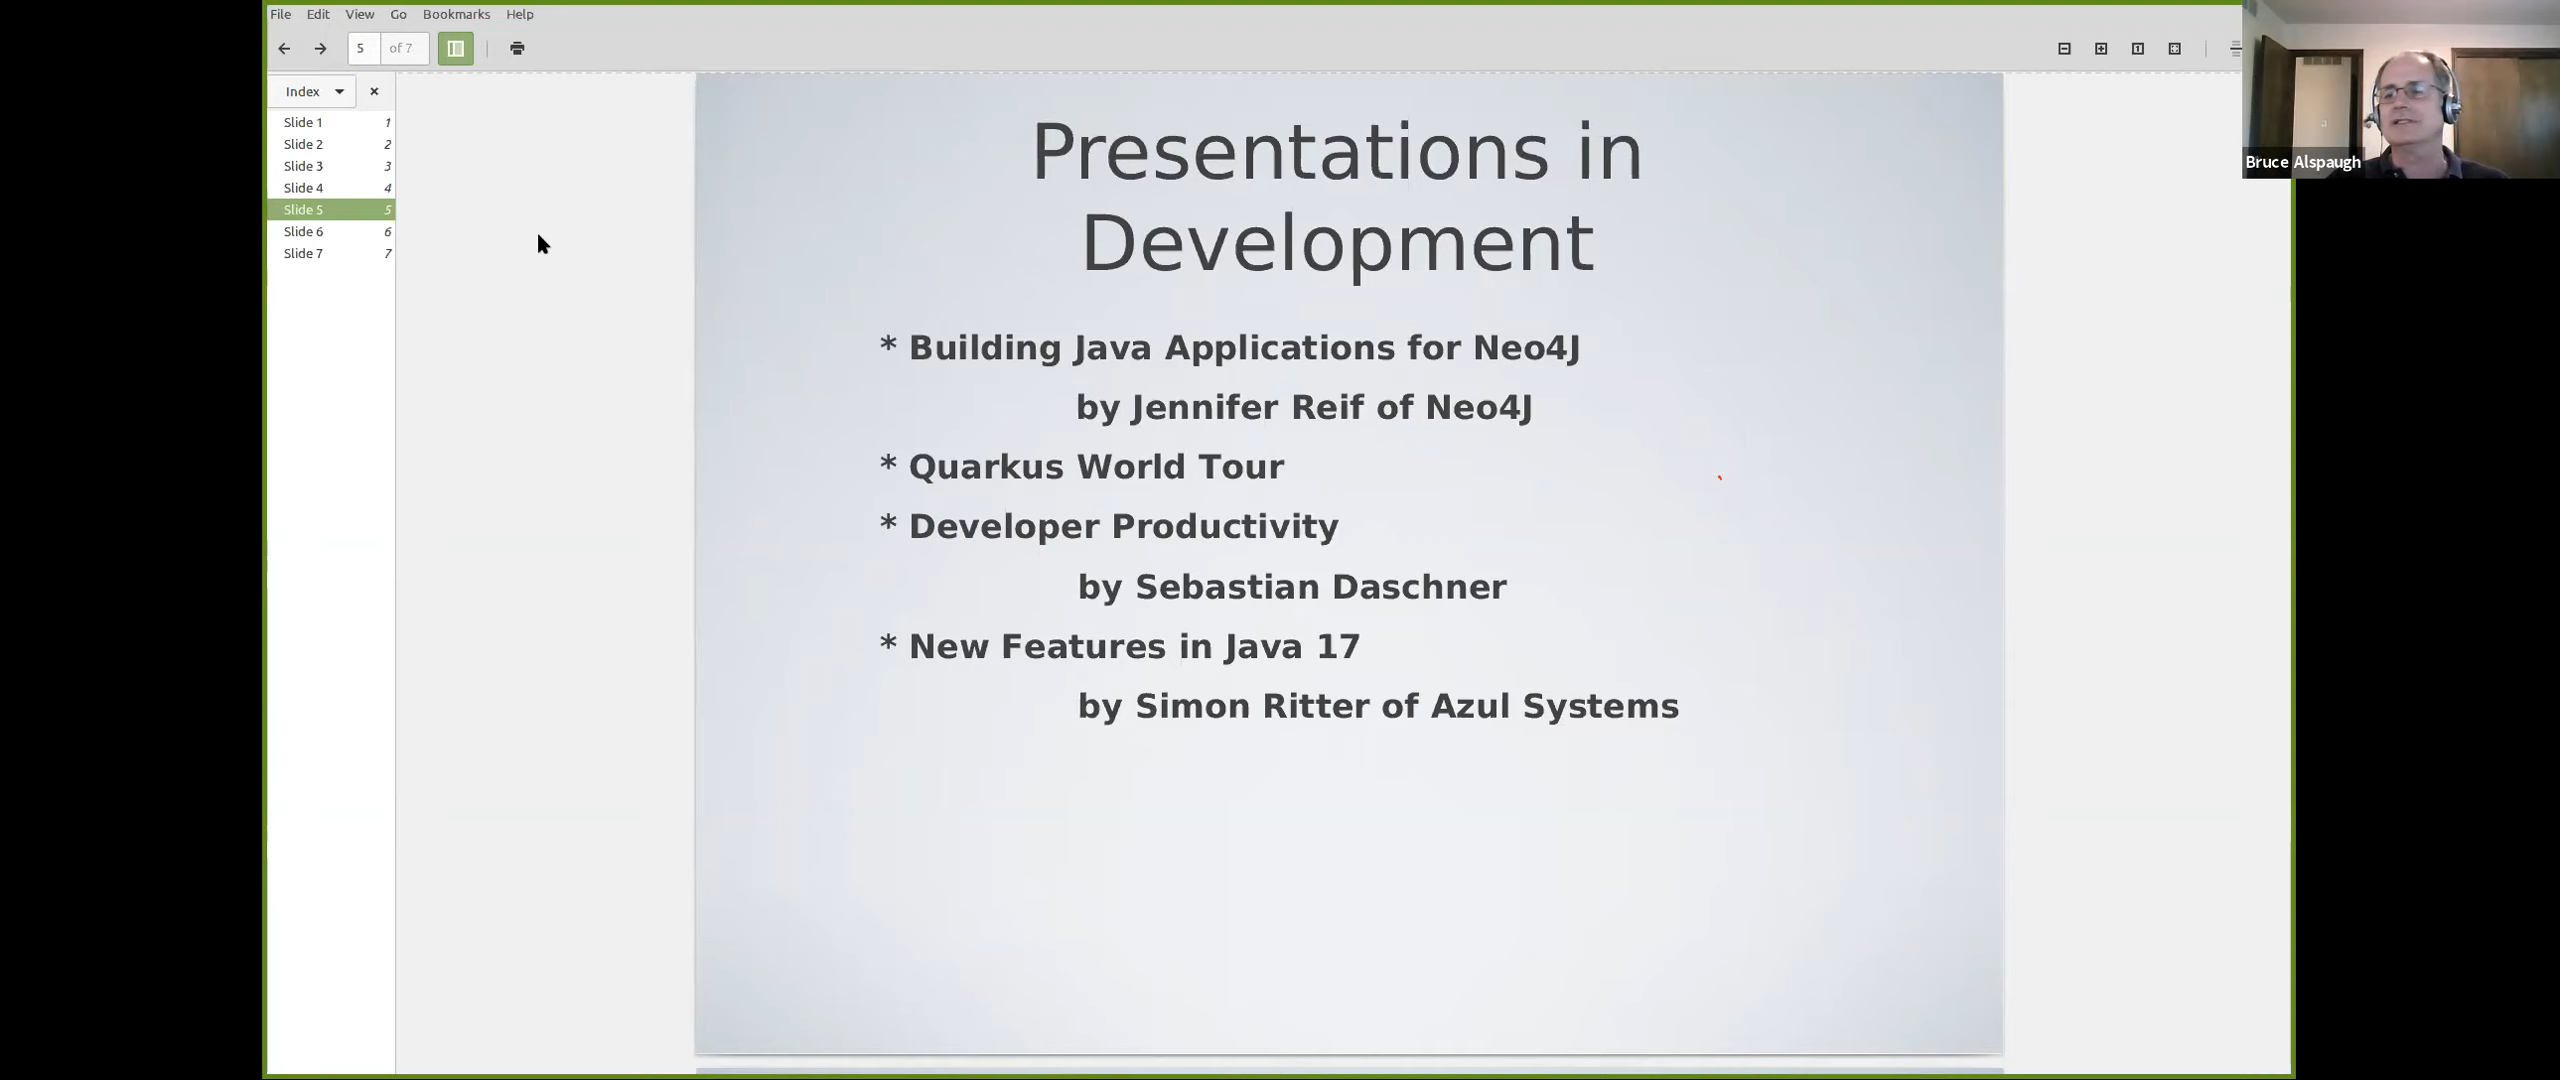 File Edit View Go Bookmarks Help
5 of 7
Index
Slide 1 1
Slide 2 2
Slide 3 3
Slide 4 4
Slide 5 5
Slide 6 6
Slide 7 7
Presentations in
Development
* Building Java Applications for Neo4J
by Jennifer Reif of Neo4J
* Quarkus World Tour
* Developer Productivity
by Sebastian Daschner
* New Features in Java 17
by Simon Ritter of Azul Systems
Bruce Alspaugh